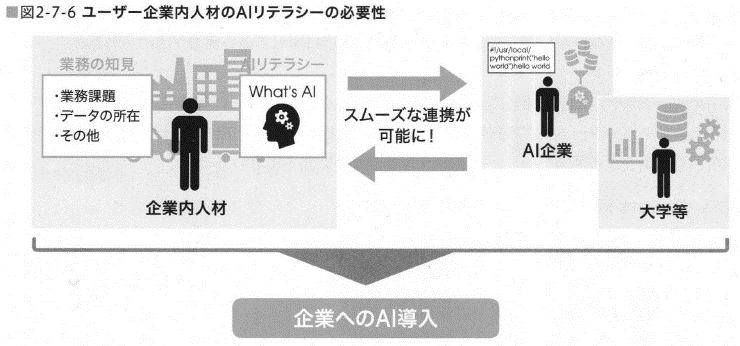 ■図2-7-6 ユーザー企業内人材のAIリテラシーの必要性
業務の知見
・業務課題
・データの所在
・その他
AIリテラシー
What's AI
企業内人材
スムーズな連携が
可能に!
#!/usr/local/
pythonprint("hello
world")hello world
AI企業
大学等
企業へのAI導入